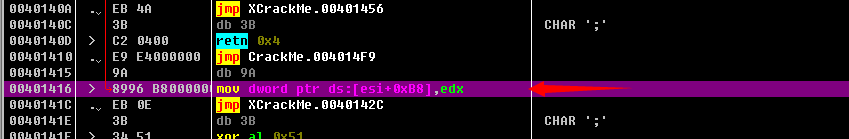 0040140A . EB 4A jmp XCrackMe.00401456
0040140C 3B db 3B CHAR ';'
0040140D > C2 0400 retn 0x4
00401410 . E9 E4000000 jmp CrackMe.004014F9
00401415 9A db 9A
00401416 > 8996 B8000000 mov dword ptr ds:[esi+0xB8],edx
0040141C . EB 0E jmp XCrackMe.0040142C
0040141E 3B db 3B CHAR ';'
0040141F 34 51 xor al 0x51